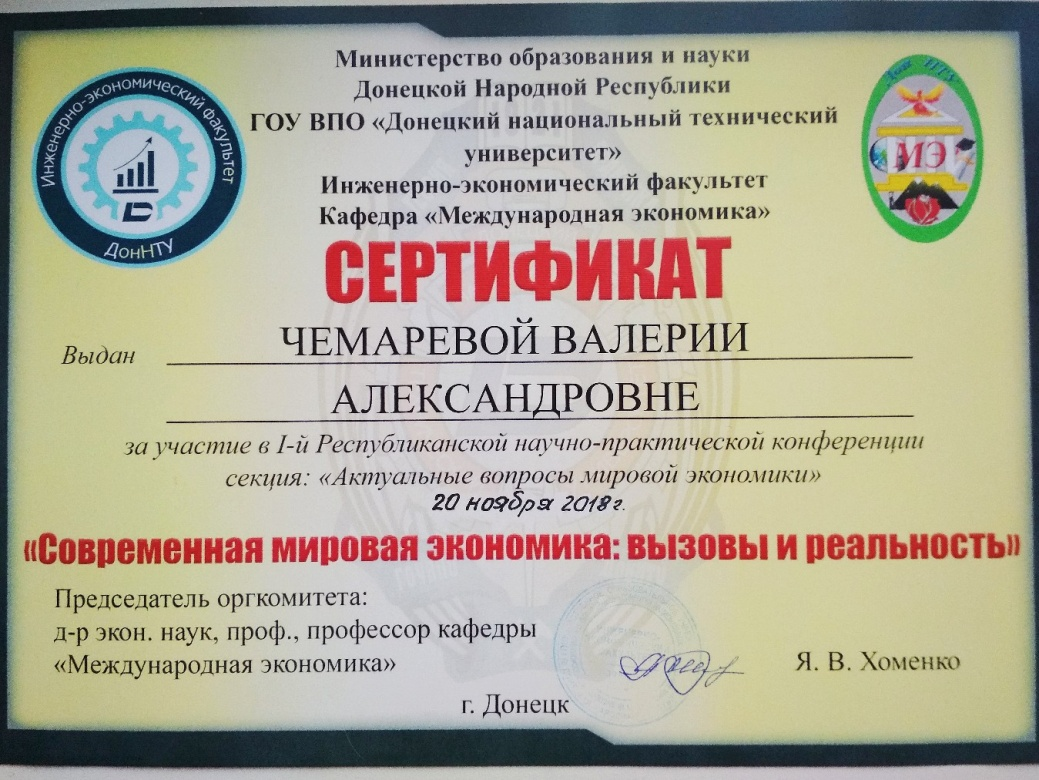 Министерство образования и науки
Донецкой Народной Республики
ГОУ ВПО «Донецкий национальный технический
университет»
Инженерно-экономический факультет
Кафедра «Международная экономика»
Инженерно-экономический факультет
ДонНТУ
МЭ
СЕРТИФИКАТ
Выдан ЧЕМАРЕВОЙ ВАЛЕРИИ
АЛЕКСАНДРОВНЕ
за участие в I-й Республиканской научно-практической конференции
секция: «Актуальные вопросы мировой экономики»
20 ноября 2018г.
«Современная мировая экономика: вызовы и реальность»
Председатель оргкомитета:
д-р экон. наук, проф., профессор кафедры
«Международная экономика»
Я. В. Хоменко
г. Донецк